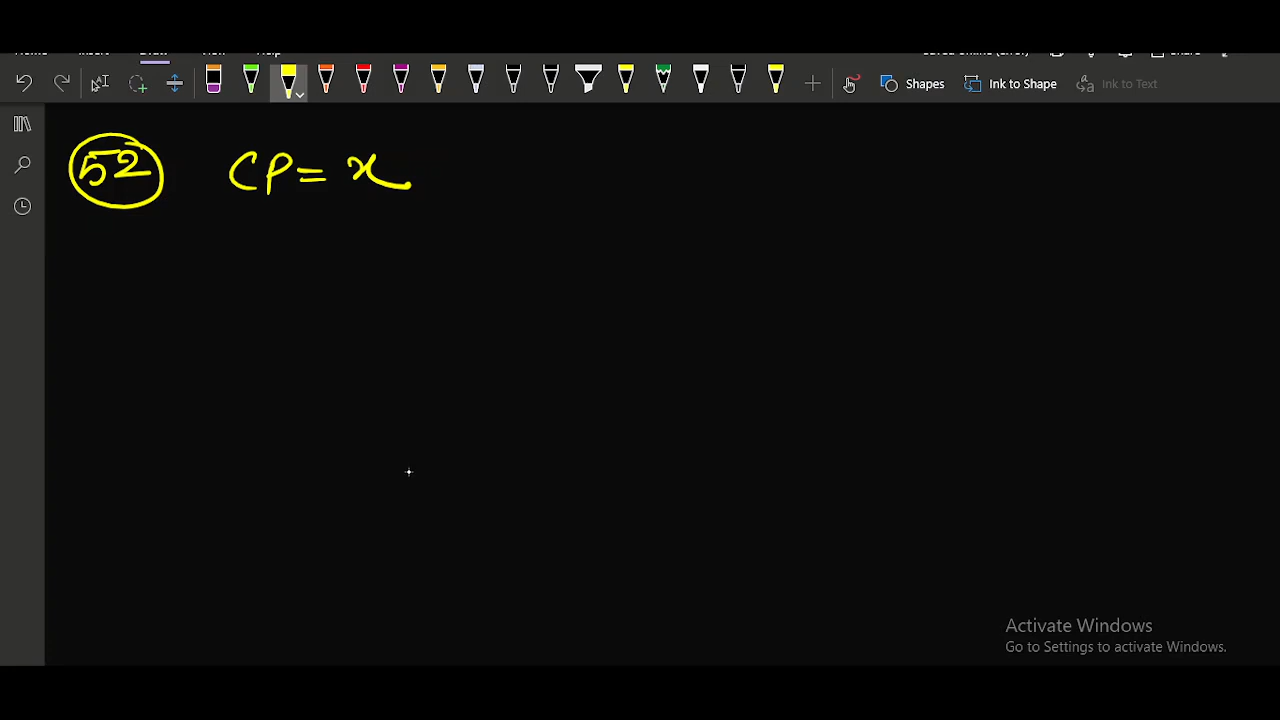 Shapes Ink to Shape Ink to Text
52 CP = x
Activate Windows
Go to Settings to activate Windows.